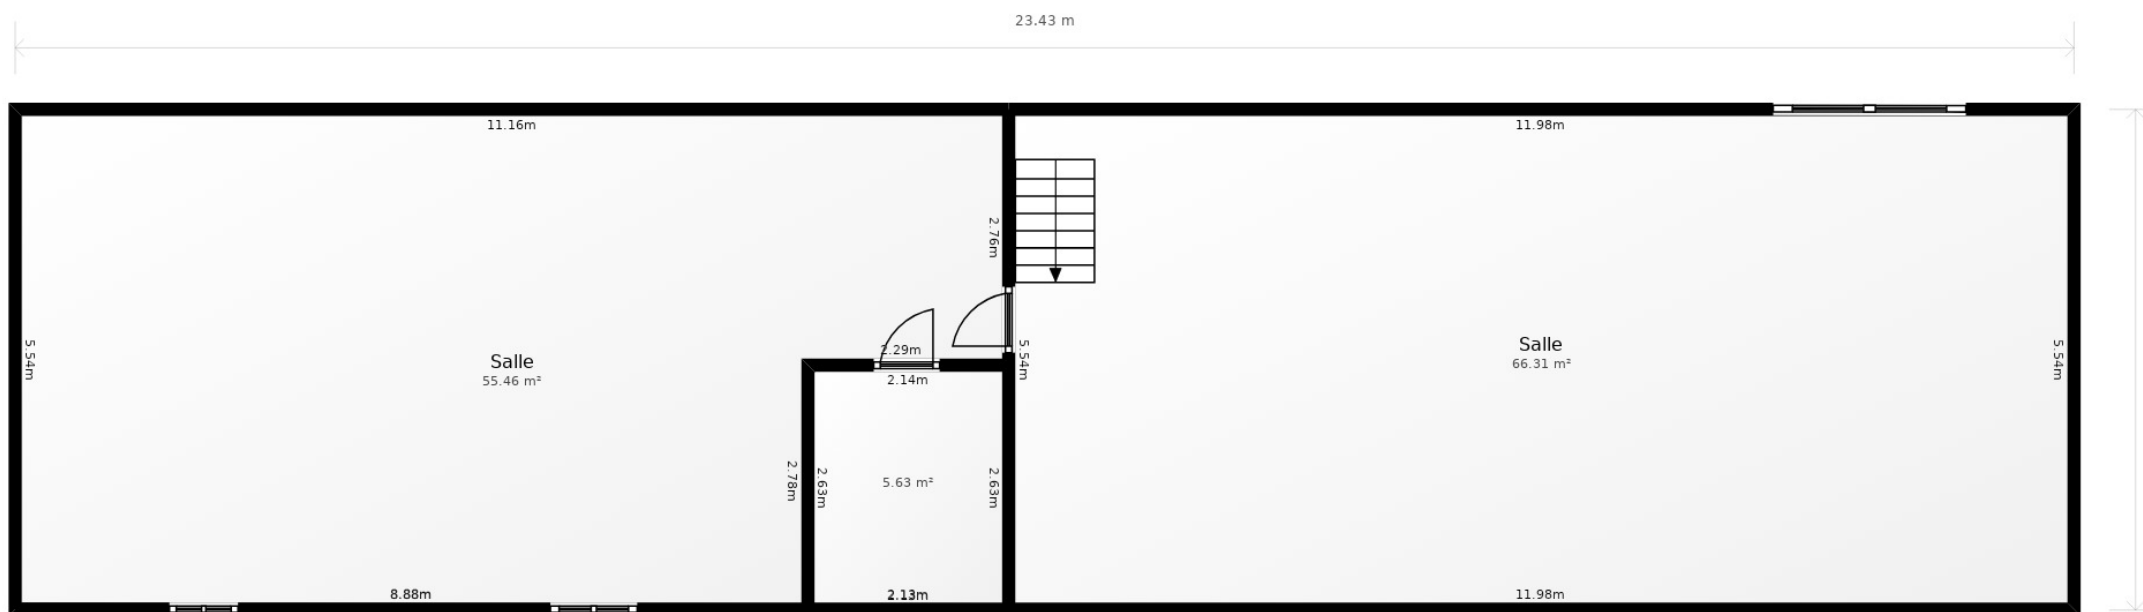 23.43 m
11.16m
11.98m
2.76m
5.54m
Salle
55.46 m²
2.29m
2.14m
5.54m
Salle
66.31 m²
5.54m
2.78m
2.63m
5.63 m²
2.63m
8.88m
2.13m
11.98m